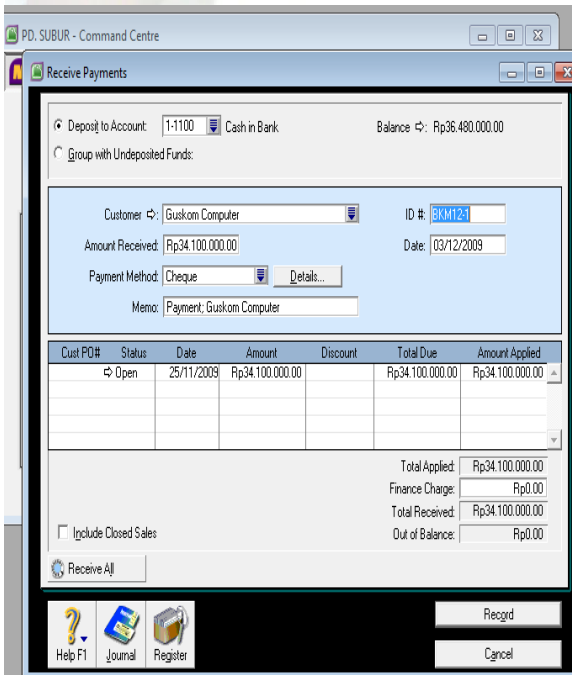 PD. SUBUR - Command Centre
Receive Payments
Deposit to Account: 1-1100 Cash in Bank Balance ⇨: Rp36.480.000.00
Group with Undeposited Funds:
Customer ⇨: Guskom Computer ID #: BKM12-1
Amount Received: Rp34.100.000.00 Date: 03/12/2009
Payment Method: Cheque Details...
Memo: Payment; Guskom Computer
Cust PO# Status Date Amount Discount Total Due Amount Applied
⇨ Open 25/11/2009 Rp34.100.000.00 Rp34.100.000.00 Rp34.100.000.00
Total Applied: Rp34.100.000.00
Finance Charge: Rp0.00
Total Received: Rp34.100.000.00
Include Closed Sales Out of Balance: Rp0.00
Receive All
Record
Help F1 Journal Register
Cancel